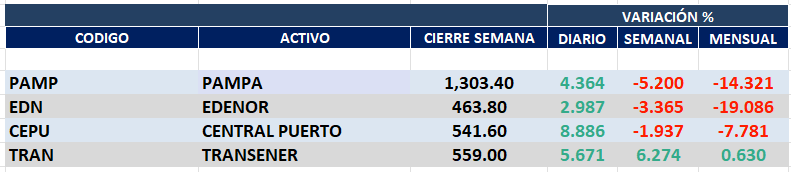 VARIACIÓN %
CODIGO ACTIVO CIERRE SEMANA DIARIO SEMANAL MENSUAL
PAMP PAMPA 1,303.40 4.364 -5.200 -14.321
EDN EDENOR 463.80 2.987 -3.365 -19.086
CEPU CENTRAL PUERTO 541.60 8.886 -1.937 -7.781
TRAN TRANSENER 559.00 5.671 6.274 0.630